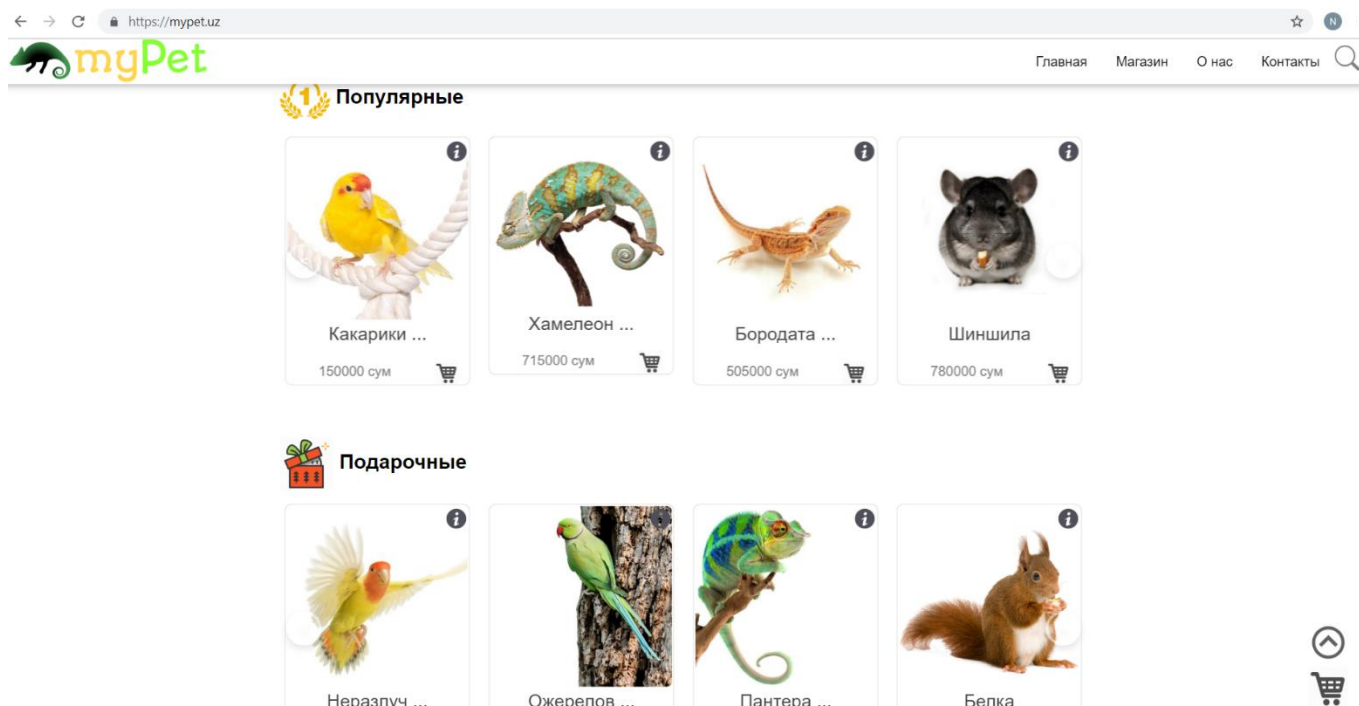 https://mypet.uz
N
myPet
Главная Магазин О нас Контакты
1 Популярные
Какарики ...
150000 сум
Хамелеон ...
715000 сум
Бородата ...
505000 сум
Шиншила
780000 сум
Подарочные
Неразлуч ...
Ожерелов ...
Пантера ...
Белка